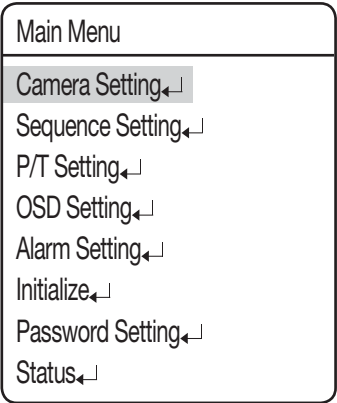 Main Menu
Camera Setting↵
Sequence Setting↵
P/T Setting↵
OSD Setting↵
Alarm Setting↵
Initialize↵
Password Setting↵
Status↵